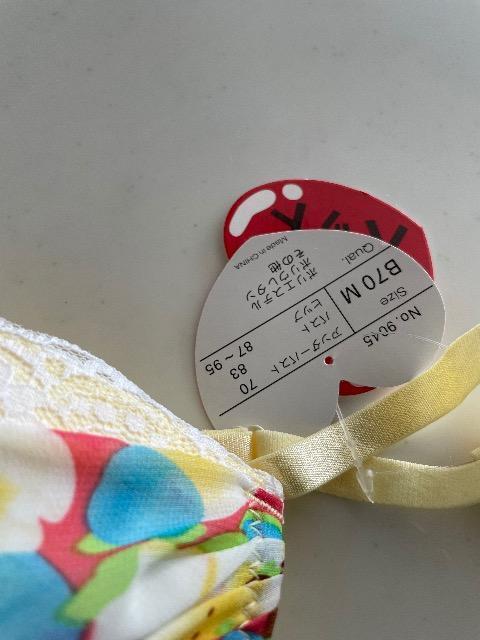 No. 9045
Size
B70 M
アンダーバスト 70
バスト 83
ヒップ 87～95
Qual.
ポリエステル
ポリウレタン
その他
Made in CHINA